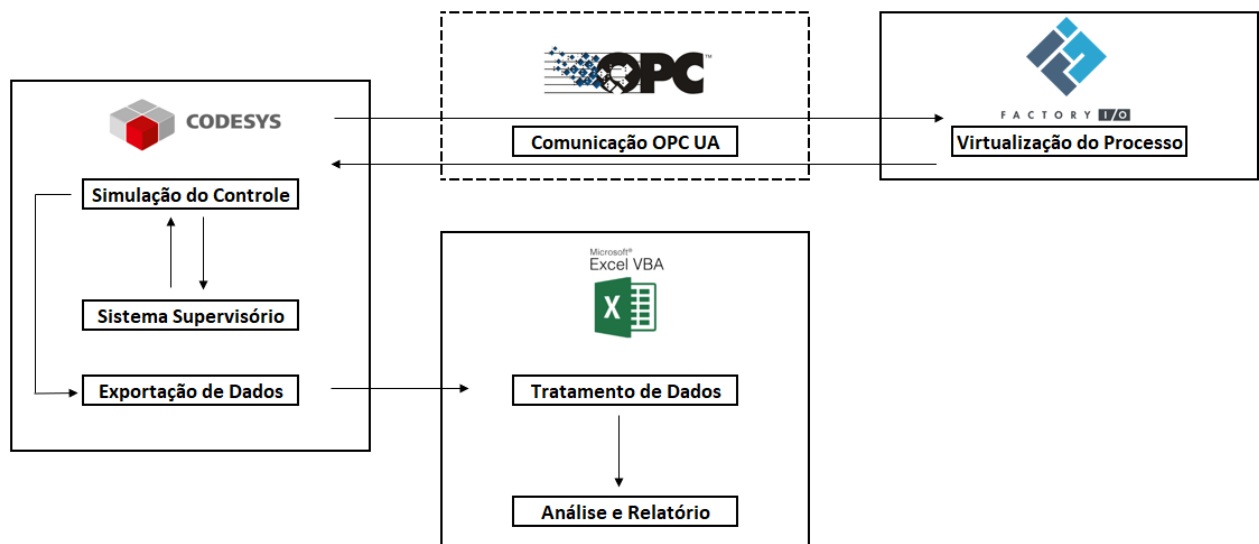 CODESYS
Simulação do Controle
Sistema Supervisório
Exportação de Dados
OPC™
Comunicação OPC UA
FACTORY I/O
Virtualização do Processo
Microsoft®
Excel VBA
X
Tratamento de Dados
Análise e Relatório